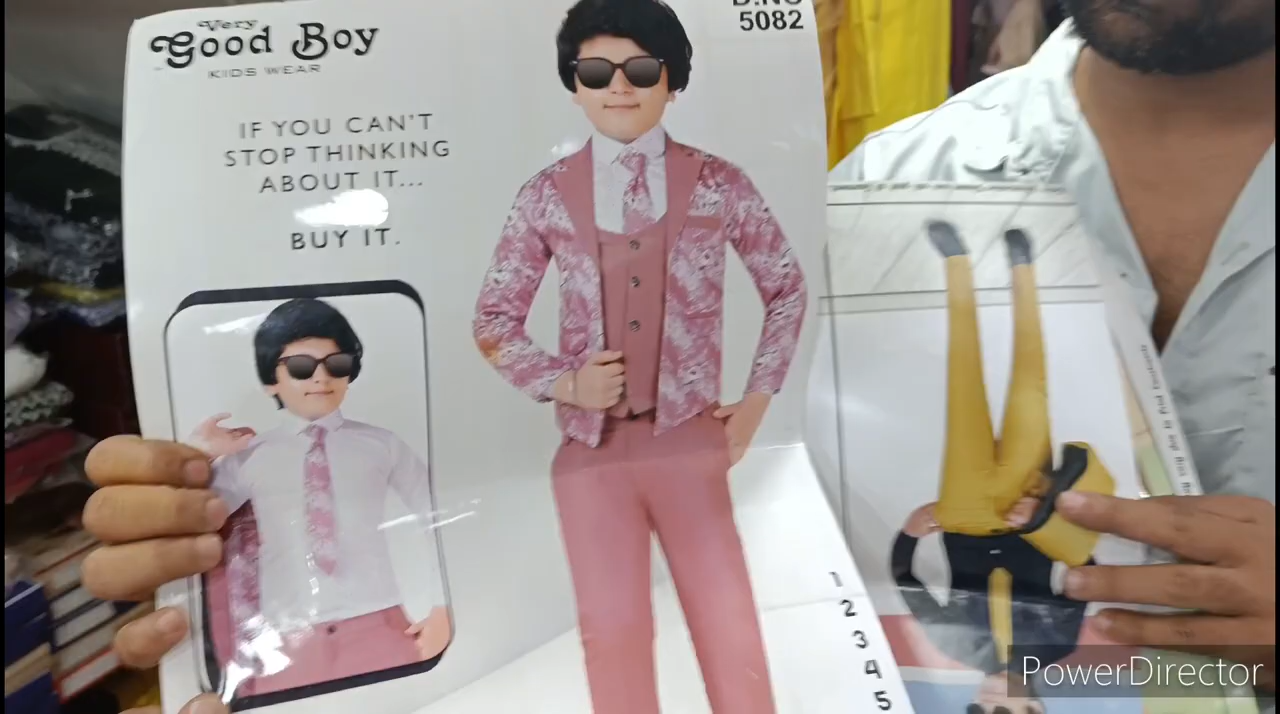 Very
Good Boy
KIDS WEAR
IF YOU CAN'T
STOP THINKING
ABOUT IT...
BUY IT.
D.NO
5082
1
2
3
4
5
PowerDirector